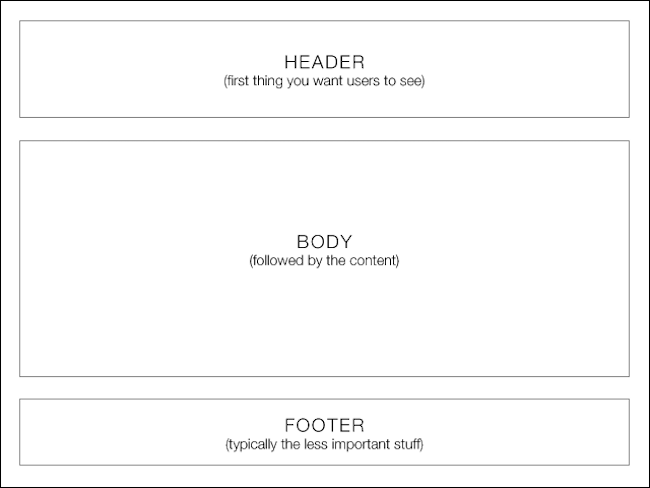 HEADER
(first thing you want users to see)
BODY
(followed by the content)
FOOTER
(typically the less important stuff)